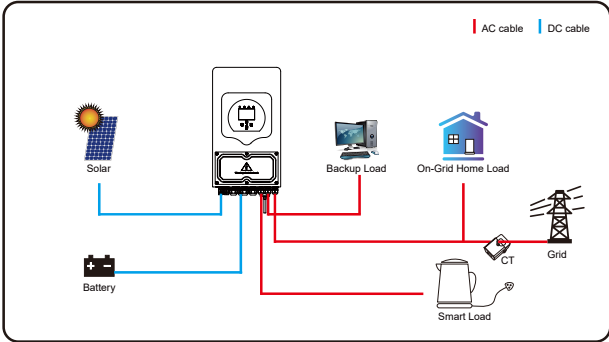 AC cable
DC cable
Solar
Backup Load
On-Grid Home Load
CT
Grid
Battery
Smart Load